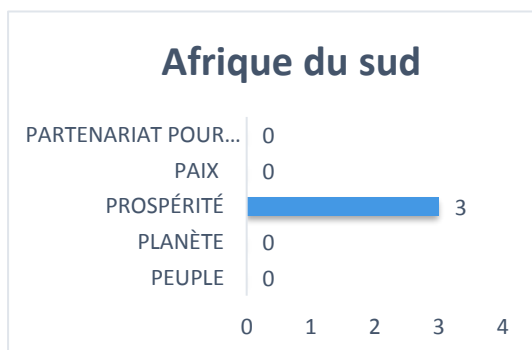 Afrique du sud
PARTENARIAT POUR... 0
PAIX 0
PROSPÉRITÉ 3
PLANÈTE 0
PEUPLE 0
0 1 2 3 4